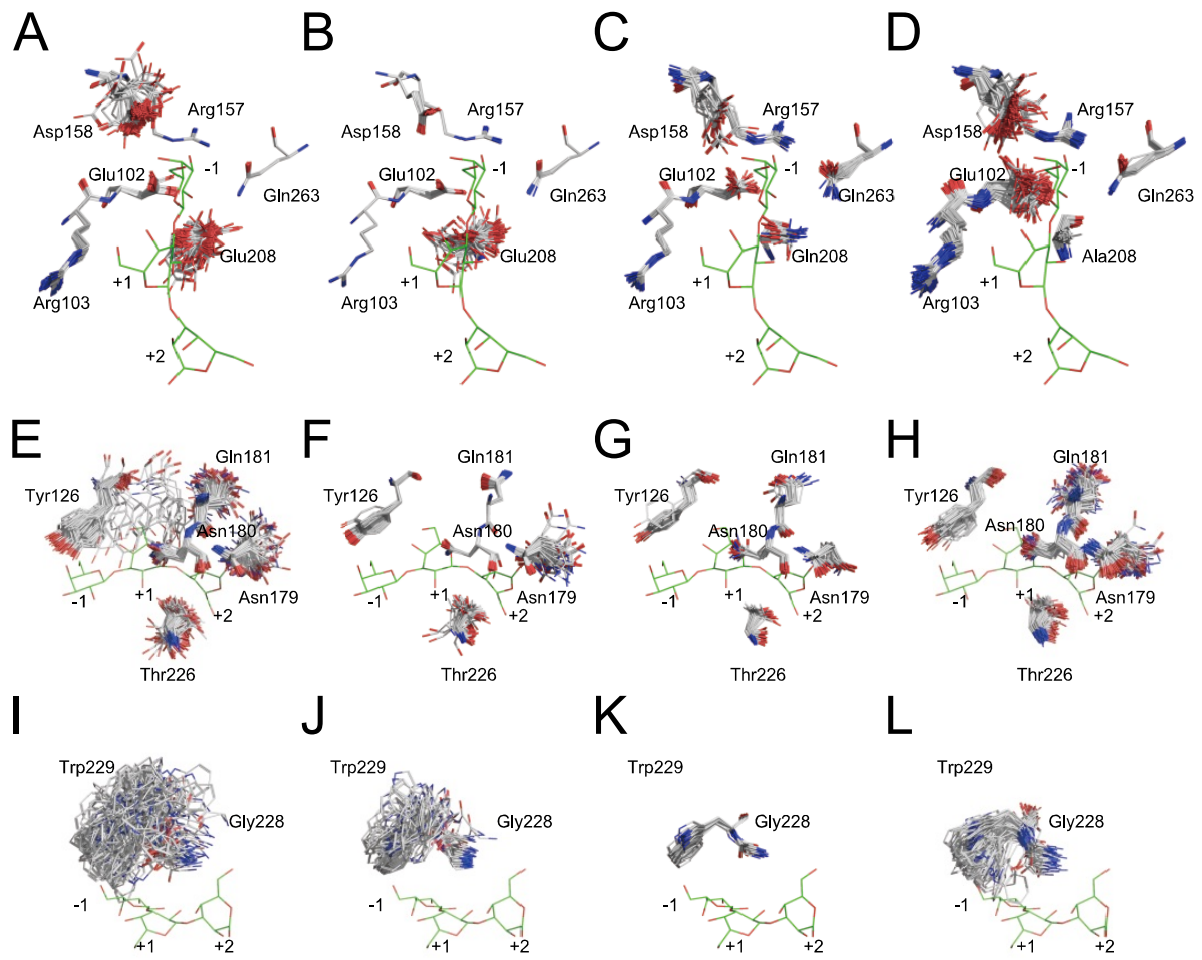 A B C D
Asp158 Arg157 Asp158 Arg157 Asp158 Arg157 Asp158 Arg157
Glu102 -1 Glu102 -1 Glu102 -1 Glu102 -1
Gln263 Gln263 Gln263 Gln263
Glu208 Glu208 Gln208 Ala208
Arg103 +1 Arg103 +1 Arg103 +1 Arg103 +1
+2 +2 +2 +2
E F G H
Gln181 Gln181 Gln181 Gln181
Tyr126 Tyr126 Tyr126 Tyr126
Asn180 Asn180 Asn180 Asn180
-1 +1 Asn179 -1 +1 Asn179 -1 +1 Asn179 -1 +1 Asn179
+2 +2 +2 +2
Thr226 Thr226 Thr226 Thr226
I J K L
Trp229 Trp229 Trp229 Trp229
Gly228 Gly228 Gly228 Gly228
-1 -1 -1 -1
+1 +2 +1 +2 +1 +2 +1 +2